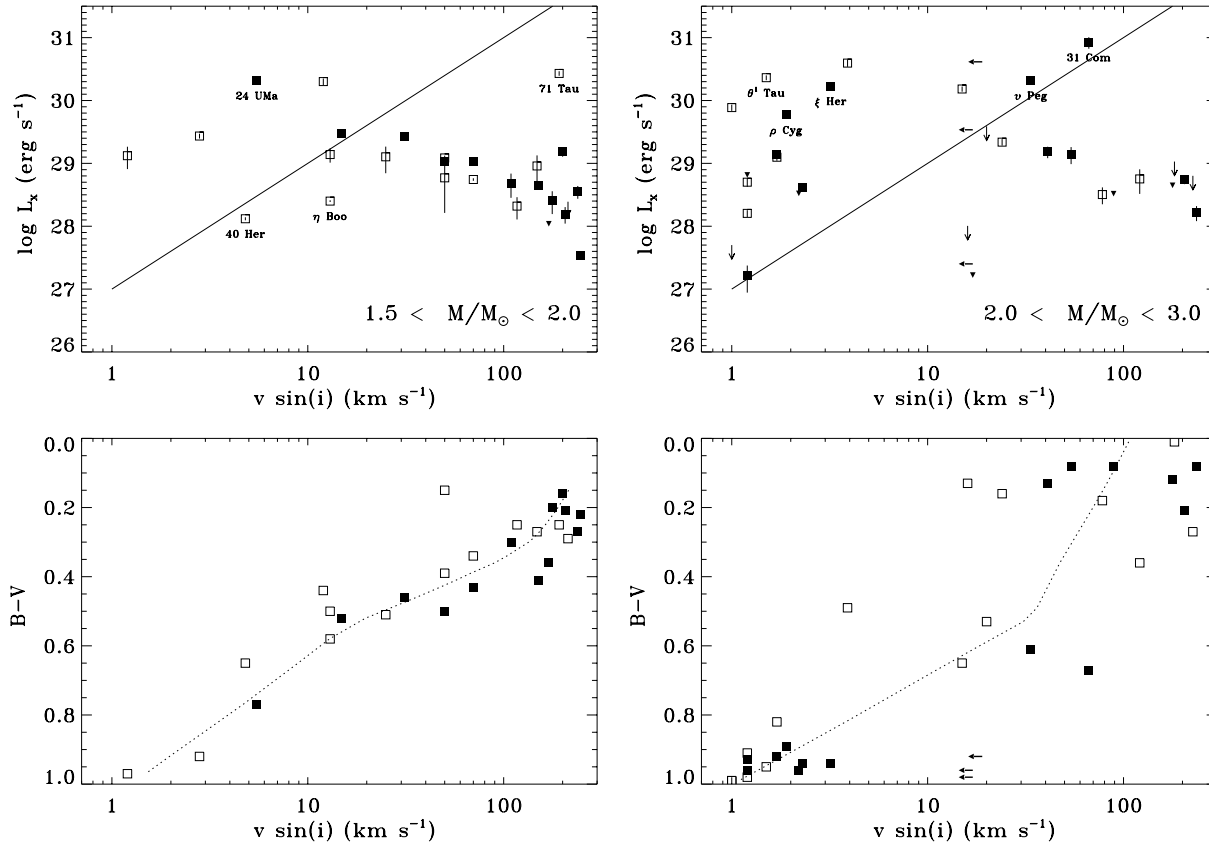 log Lx (erg s⁻¹)
31
30
29
28
27
26
24 UMa
71 Tau
40 Her
η Boo
1.5 < M/M⊙ < 2.0
1 10 100
v sin(i) (km s⁻¹)
log Lx (erg s⁻¹)
31
30
29
28
27
26
31 Com
θ¹ Tau
ξ Her
υ Peg
ρ Cyg
2.0 < M/M⊙ < 3.0
1 10 100
v sin(i) (km s⁻¹)
B−V
0.0
0.2
0.4
0.6
0.8
1.0
1 10 100
v sin(i) (km s⁻¹)
B−V
0.0
0.2
0.4
0.6
0.8
1.0
1 10 100
v sin(i) (km s⁻¹)